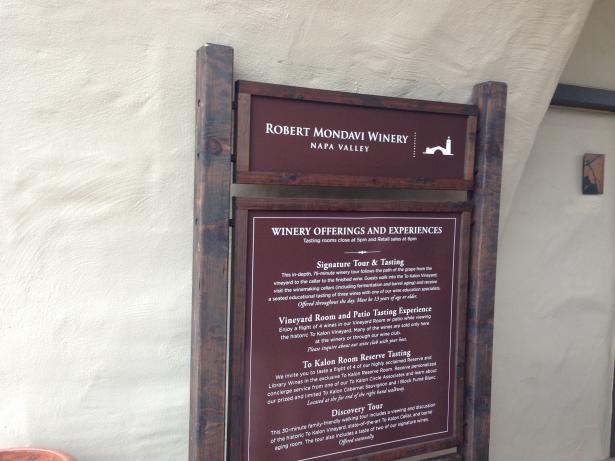 ROBERT MONDAVI WINERY
NAPA VALLEY
WINERY OFFERINGS AND EXPERIENCES
Tasting rooms close at 5pm and Retail sales at 6pm
Signature Tour & Tasting
This in-depth, 75-minute winery tour follows the path of the grape from the
vineyard to the cellar to the finished wine. Guests walk into the To Kalon Vineyard,
visit the winemaking cellars (including fermentation and barrel aging) and receive
a seated educational tasting of three wines with one of our wine education specialists.
Offered throughout the day. Must be 13 years of age or older.
Vineyard Room and Patio Tasting Experience
Enjoy a flight of 4 wines in our Vineyard Room or patio while viewing
the historic To Kalon Vineyard. Many of the wines are sold only here
at the winery or through our wine club.
Please inquire about our wine club with your host.
To Kalon Room Reserve Tasting
We invite you to taste a flight of 4 of our highly acclaimed Reserve and
Library Wines in the exclusive To Kalon Reserve Room. Receive personalized
concierge service from one of our To Kalon Circle Associates and learn about
our prized and limited To Kalon Cabernet Sauvignon and I Block Fumé Blanc.
Located at the far end of the right hand walkway.
Discovery Tour
This 30-minute family-friendly walking tour includes a viewing and discussion
of the historic To Kalon Vineyard, state-of-the-art To Kalon Cellar, and barrel
aging room. The tour also includes a taste of two of our signature wines.
Offered seasonally.